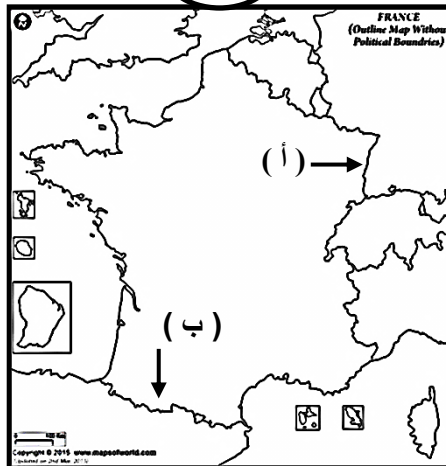 FRANCE
(Outline Map Without
Political Boundries)
( أ )
( ب )
Copyright © 2015 www.mapsofworld.com